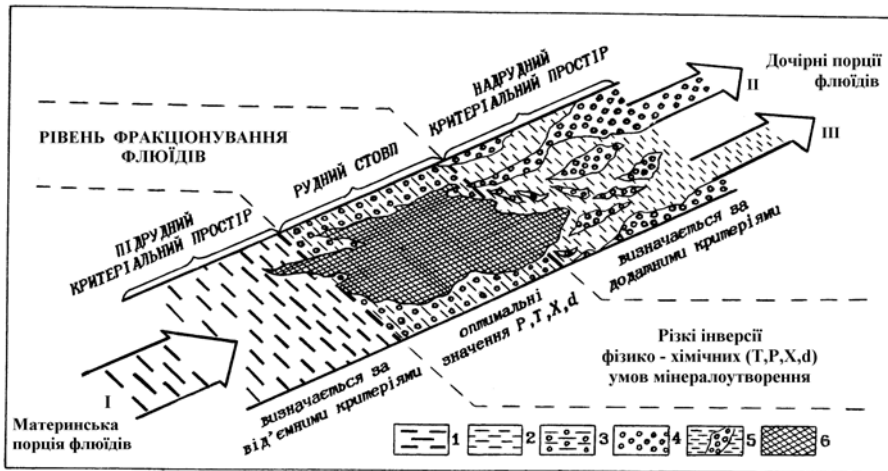 НАДРУДНИЙ
КРИТЕРІАЛЬНИЙ ПРОСТІР
Дочірні порції
флюїдів
II
III
РІВЕНЬ ФРАКЦІОНУВАННЯ
ФЛЮЇДІВ
РУДНИЙ СТОВП
ПІДРУДНИЙ
КРИТЕРІАЛЬНИЙ ПРОСТІР
визначається за
додатними критеріями
оптимальні
значення P,T,X,d
Різкі інверсії
фізико - хімічних (T,P,X,d)
умов мінералоутворення
визначається за
від'ємними критеріями
I
Материнська
порція флюїдів
1 2 3 4 5 6